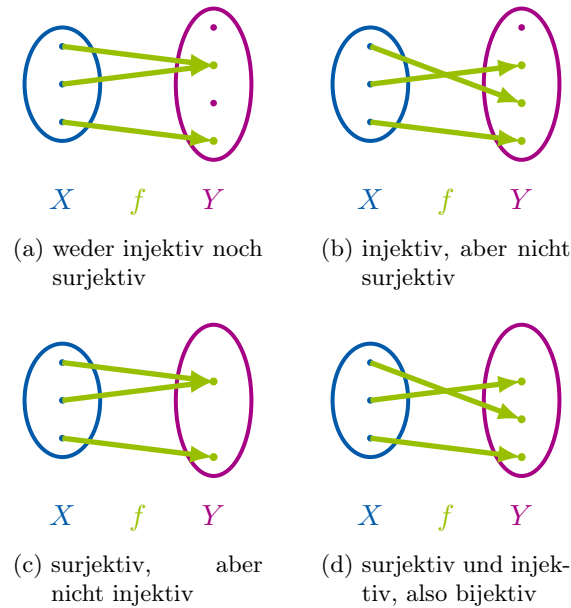 X f Y
X f Y
(a) weder injektiv noch
surjektiv
(b) injektiv, aber nicht
surjektiv
X f Y
X f Y
(c) surjektiv, aber
nicht injektiv
(d) surjektiv und injek-
tiv, also bijektiv